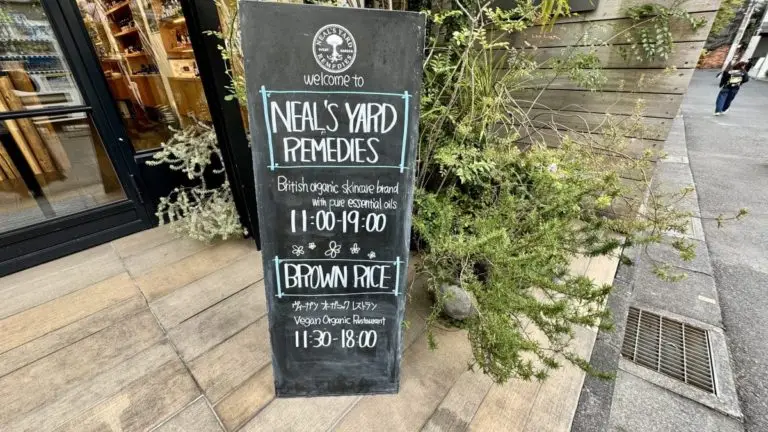 NEAL'S YARD
EVENT GARDEN
REMEDIES
welcome to
NEAL'S YARD
REMEDIES
British organic skincare brand
with pure essential oils
11:00-19:00
BROWN RICE
ヴィーガン オーガニック レストラン
Vegan Organic Restaurant
11:30-18:00